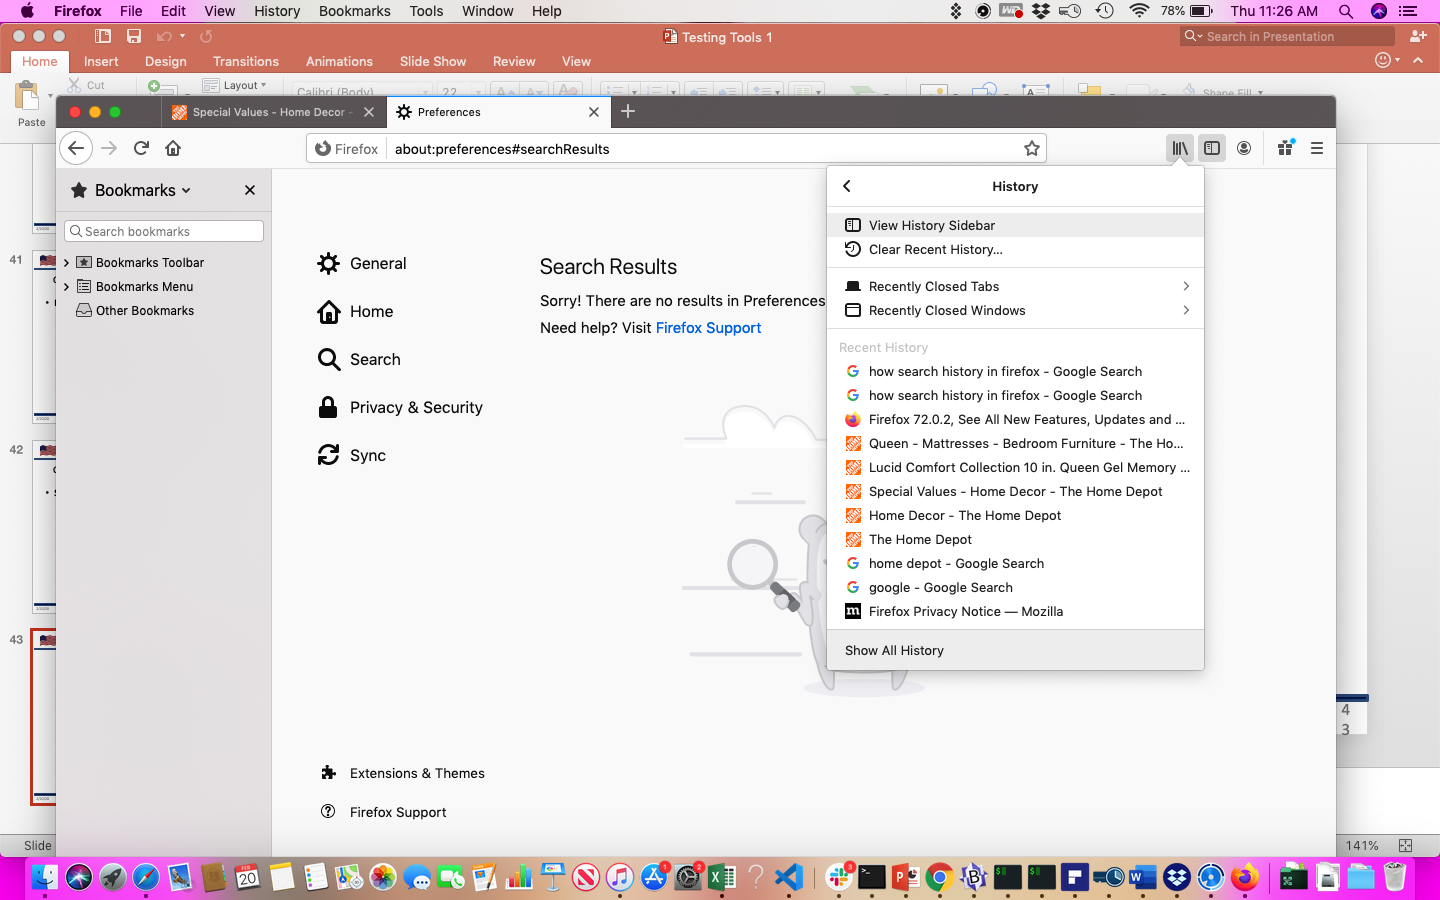 Firefox File Edit View History Bookmarks Tools Window Help 78% Thu 11:26 AM
Testing Tools 1
Search in Presentation
Home Insert Design Transitions Animations Slide Show Review View
Cut
Layout
Calibri (Body) 22
Shape Fill
Paste
Special Values - Home Decor -
Preferences
Firefox about:preferences#searchResults
Bookmarks
Search bookmarks
Bookmarks Toolbar
Bookmarks Menu
Other Bookmarks
41
42
43
General
Home
Search
Privacy & Security
Sync
Extensions & Themes
Firefox Support
Search Results
Sorry! There are no results in Preferences
Need help? Visit Firefox Support
History
View History Sidebar
Clear Recent History...
Recently Closed Tabs
Recently Closed Windows
Recent History
how search history in firefox - Google Search
how search history in firefox - Google Search
Firefox 72.0.2, See All New Features, Updates and ...
Queen - Mattresses - Bedroom Furniture - The Ho...
Lucid Comfort Collection 10 in. Queen Gel Memory ...
Special Values - Home Decor - The Home Depot
Home Decor - The Home Depot
The Home Depot
home depot - Google Search
google - Google Search
Firefox Privacy Notice — Mozilla
Show All History
4
3
Slide
141%
FEB
20
1
2
3